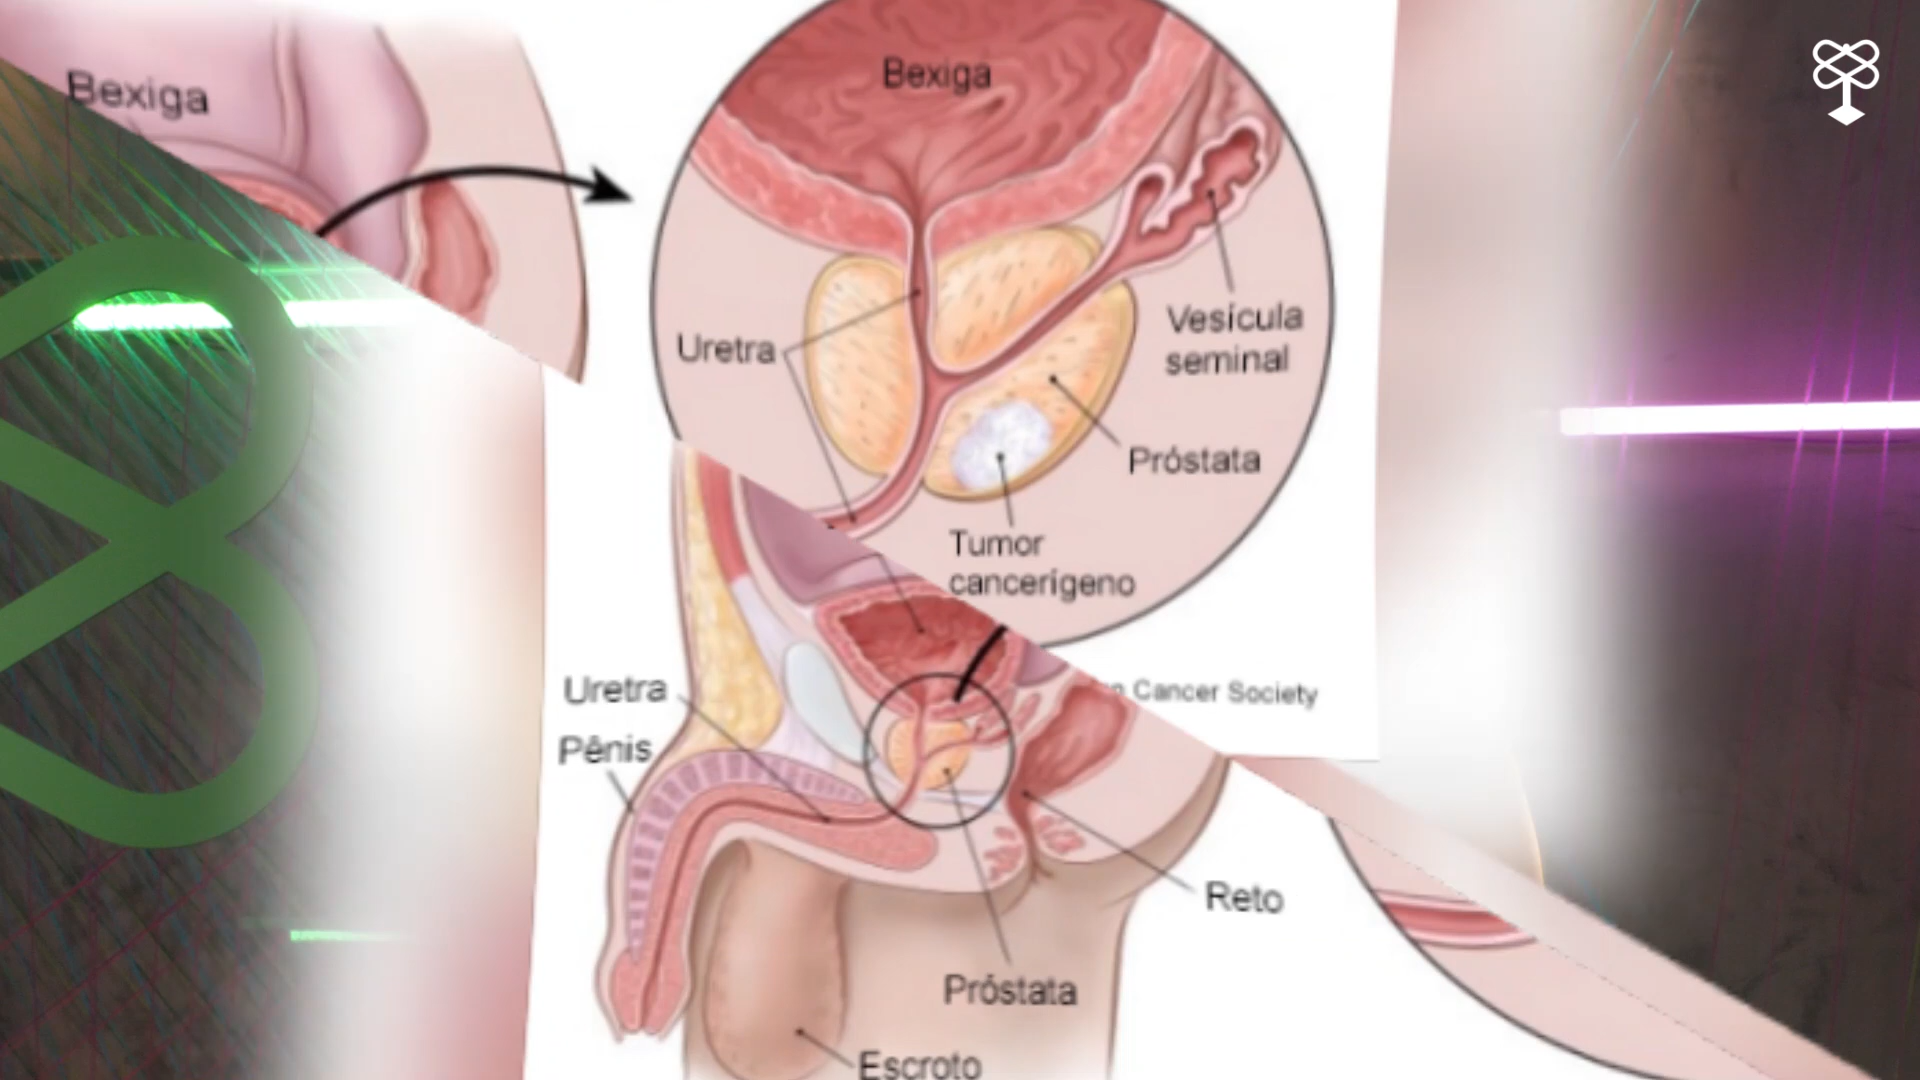 Bexiga
Bexiga
Uretra
Vesícula
seminal
Próstata
Tumor
cancerígeno
Cancer Society
Uretra
Pênis
Reto
Próstata
Escroto